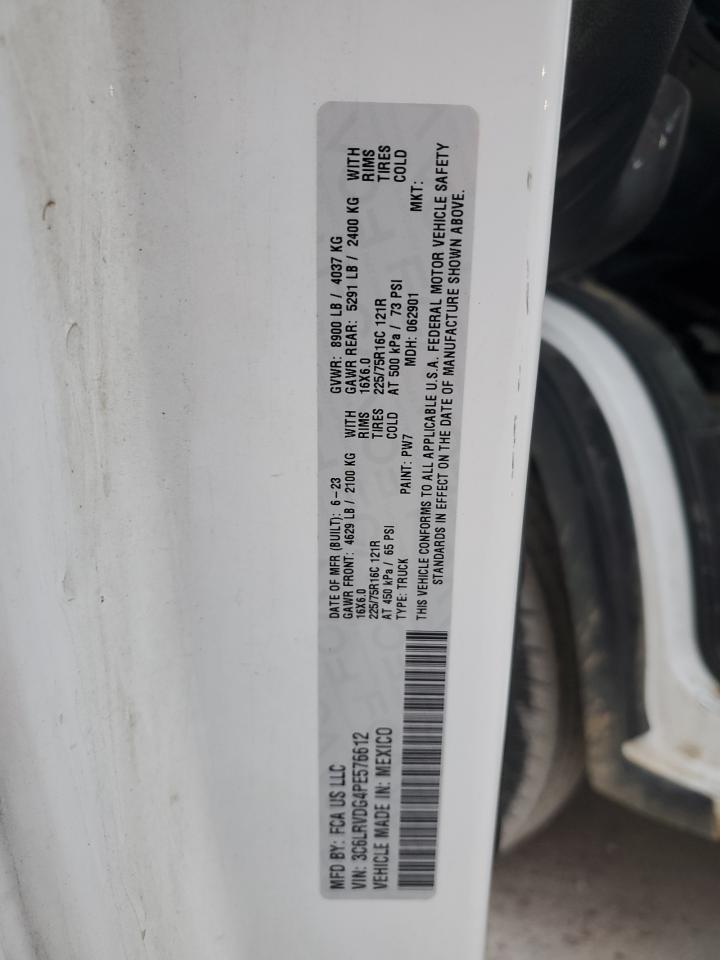 MFD BY: FCA US LLC
VIN: 3C6LRVDG4PE576612
VEHICLE MADE IN: MEXICO
DATE OF MFR (BUILT): 6-23 GVWR: 8900 LB / 4037 KG
GAWR FRONT: 4629 LB / 2100 KG WITH GAWR REAR: 5291 LB / 2400 KG WITH
16X6.0 RIMS 16X6.0 RIMS
225/75R16C 121R TIRES 225/75R16C 121R TIRES
AT 450 kPa / 65 PSI COLD AT 500 kPa / 73 PSI COLD
TYPE: TRUCK PAINT: PW7 MDH: 062901 MKT:
THIS VEHICLE CONFORMS TO ALL APPLICABLE U.S.A. FEDERAL MOTOR VEHICLE SAFETY
STANDARDS IN EFFECT ON THE DATE OF MANUFACTURE SHOWN ABOVE.